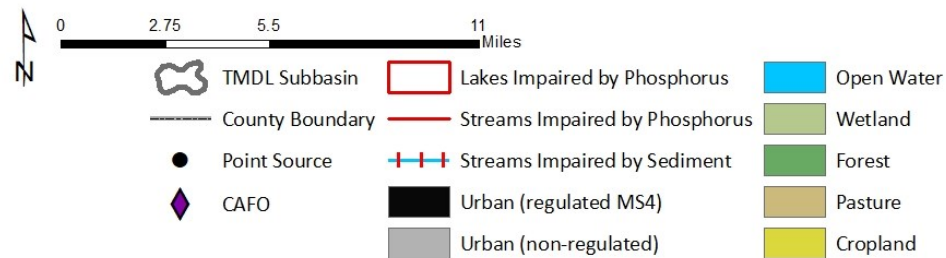 0 2.75 5.5 11
Miles
N
TMDL Subbasin Lakes Impaired by Phosphorus Open Water
County Boundary Streams Impaired by Phosphorus Wetland
Point Source Streams Impaired by Sediment Forest
CAFO Urban (regulated MS4) Pasture
Urban (non-regulated) Cropland